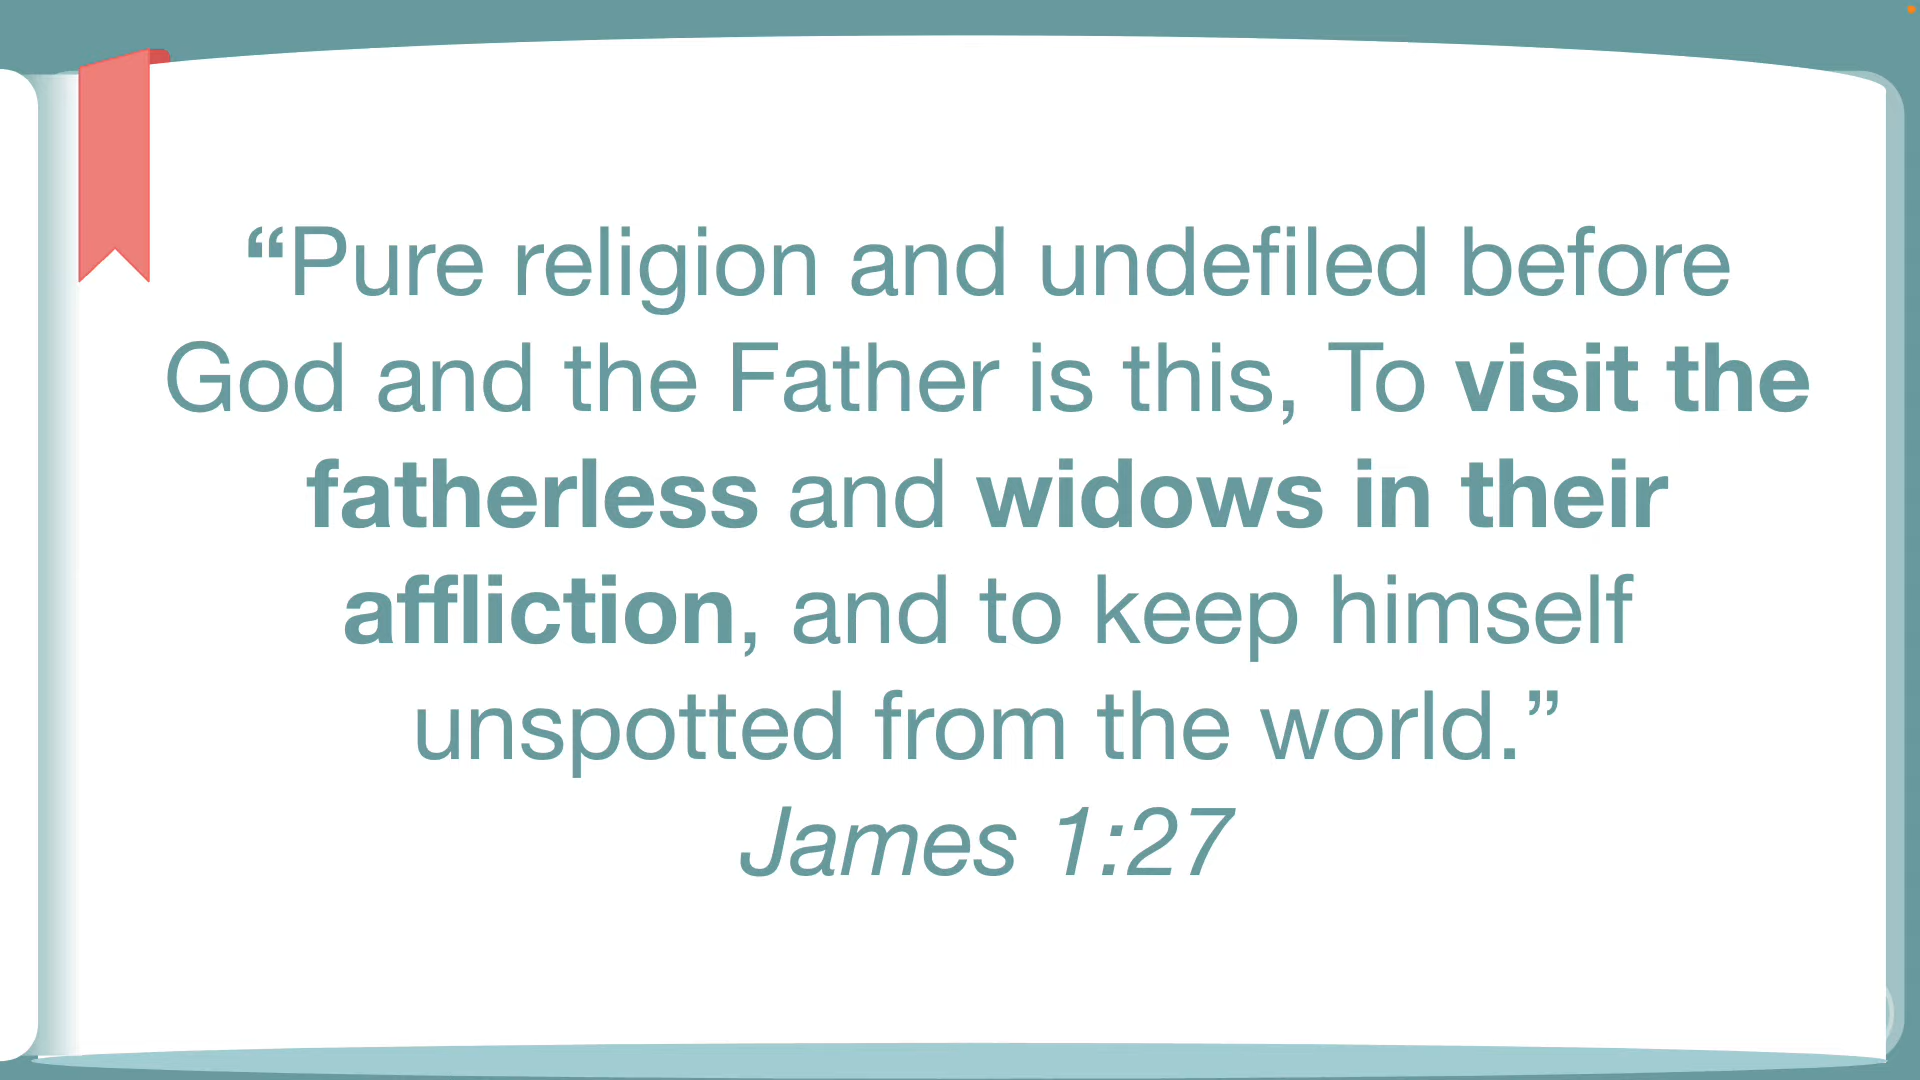 “Pure religion and undefiled before
God and the Father is this, To visit the
fatherless and widows in their
affliction, and to keep himself
unspotted from the world.”
James 1:27